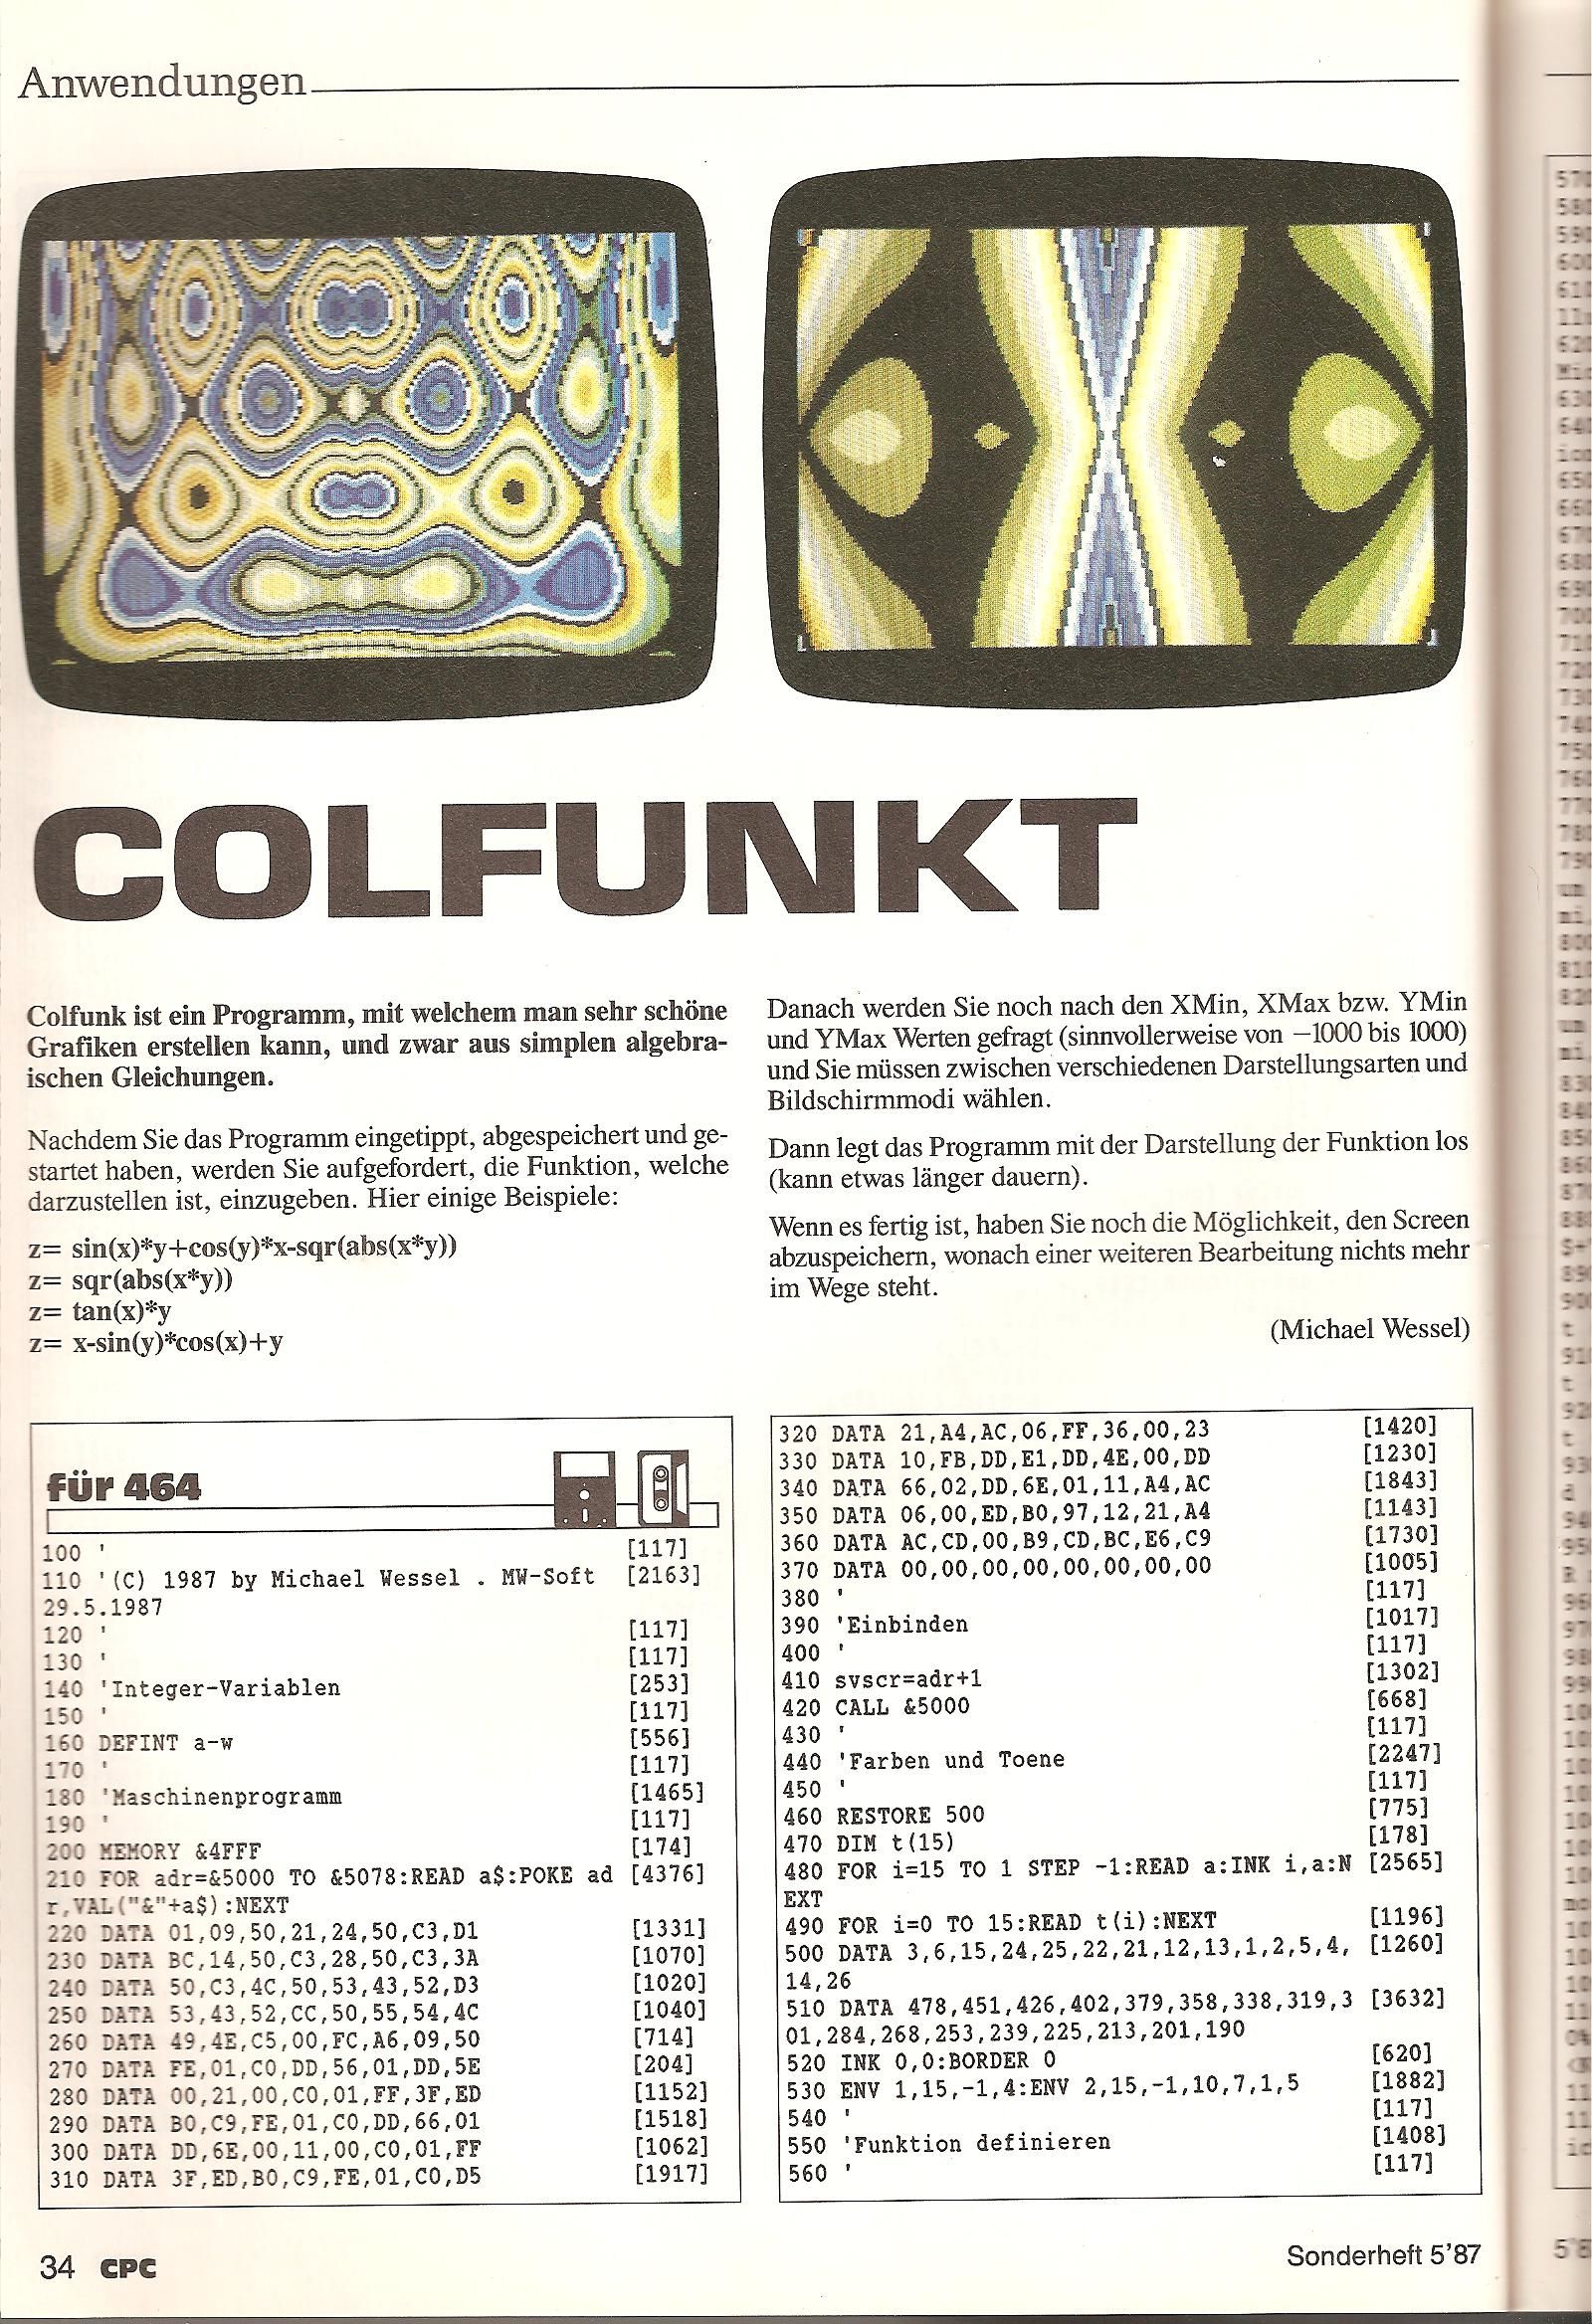 Anwendungen
COLFUNKT
Colfunk ist ein Programm, mit welchem man sehr schöne
Grafiken erstellen kann, und zwar aus simplen algebra-
ischen Gleichungen.
Nachdem Sie das Programm eingetippt, abgespeichert und ge-
startet haben, werden Sie aufgefordert, die Funktion, welche
darzustellen ist, einzugeben. Hier einige Beispiele:
z= sin(x)*y+cos(y)*x-sqr(abs(x*y))
z= sqr(abs(x*y))
z= tan(x)*y
z= x-sin(y)*cos(x)+y
Danach werden Sie noch nach den XMin, XMax bzw. YMin
und YMax Werten gefragt (sinnvollerweise von −1000 bis 1000)
und Sie müssen zwischen verschiedenen Darstellungsarten und
Bildschirmmodi wählen.
Dann legt das Programm mit der Darstellung der Funktion los
(kann etwas länger dauern).
Wenn es fertig ist, haben Sie noch die Möglichkeit, den Screen
abzuspeichern, wonach einer weiteren Bearbeitung nichts mehr
im Wege steht.
(Michael Wessel)
für 464
100 ' [117]
110 '(C) 1987 by Michael Wessel . MW-Soft [2163]
29.5.1987
120 ' [117]
130 ' [117]
140 'Integer-Variablen [253]
150 ' [117]
160 DEFINT a-w [556]
170 ' [117]
180 'Maschinenprogramm [1465]
190 ' [117]
200 MEMORY &4FFF [174]
210 FOR adr=&5000 TO &5078:READ a$:POKE ad [4376]
r,VAL("&"+a$):NEXT
220 DATA 01,09,50,21,24,50,C3,D1 [1331]
230 DATA BC,14,50,C3,28,50,C3,3A [1070]
240 DATA 50,C3,4C,50,53,43,52,D3 [1020]
250 DATA 53,43,52,CC,50,55,54,4C [1040]
260 DATA 49,4E,C5,00,FC,A6,09,50 [714]
270 DATA FE,01,C0,DD,56,01,DD,5E [204]
280 DATA 00,21,00,C0,01,FF,3F,ED [1152]
290 DATA B0,C9,FE,01,C0,DD,66,01 [1518]
300 DATA DD,6E,00,11,00,C0,01,FF [1062]
310 DATA 3F,ED,B0,C9,FE,01,C0,D5 [1917]
320 DATA 21,A4,AC,06,FF,36,00,23 [1420]
330 DATA 10,FB,DD,E1,DD,4E,00,DD [1230]
340 DATA 66,02,DD,6E,01,11,A4,AC [1843]
350 DATA 06,00,ED,B0,97,12,21,A4 [1143]
360 DATA AC,CD,00,B9,CD,BC,E6,C9 [1730]
370 DATA 00,00,00,00,00,00,00,00 [1005]
380 ' [117]
390 'Einbinden [1017]
400 ' [117]
410 svscr=adr+1 [1302]
420 CALL &5000 [668]
430 ' [117]
440 'Farben und Toene [2247]
450 ' [117]
460 RESTORE 500 [775]
470 DIM t(15) [178]
480 FOR i=15 TO 1 STEP -1:READ a:INK i,a:N [2565]
EXT
490 FOR i=0 TO 15:READ t(i):NEXT [1196]
500 DATA 3,6,15,24,25,22,21,12,13,1,2,5,4, [1260]
14,26
510 DATA 478,451,426,402,379,358,338,319,3 [3632]
01,284,268,253,239,225,213,201,190
520 INK 0,0:BORDER 0 [620]
530 ENV 1,15,-1,4:ENV 2,15,-1,10,7,1,5 [1882]
540 ' [117]
550 'Funktion definieren [1408]
560 ' [117]
34 CPC
Sonderheft 5'87